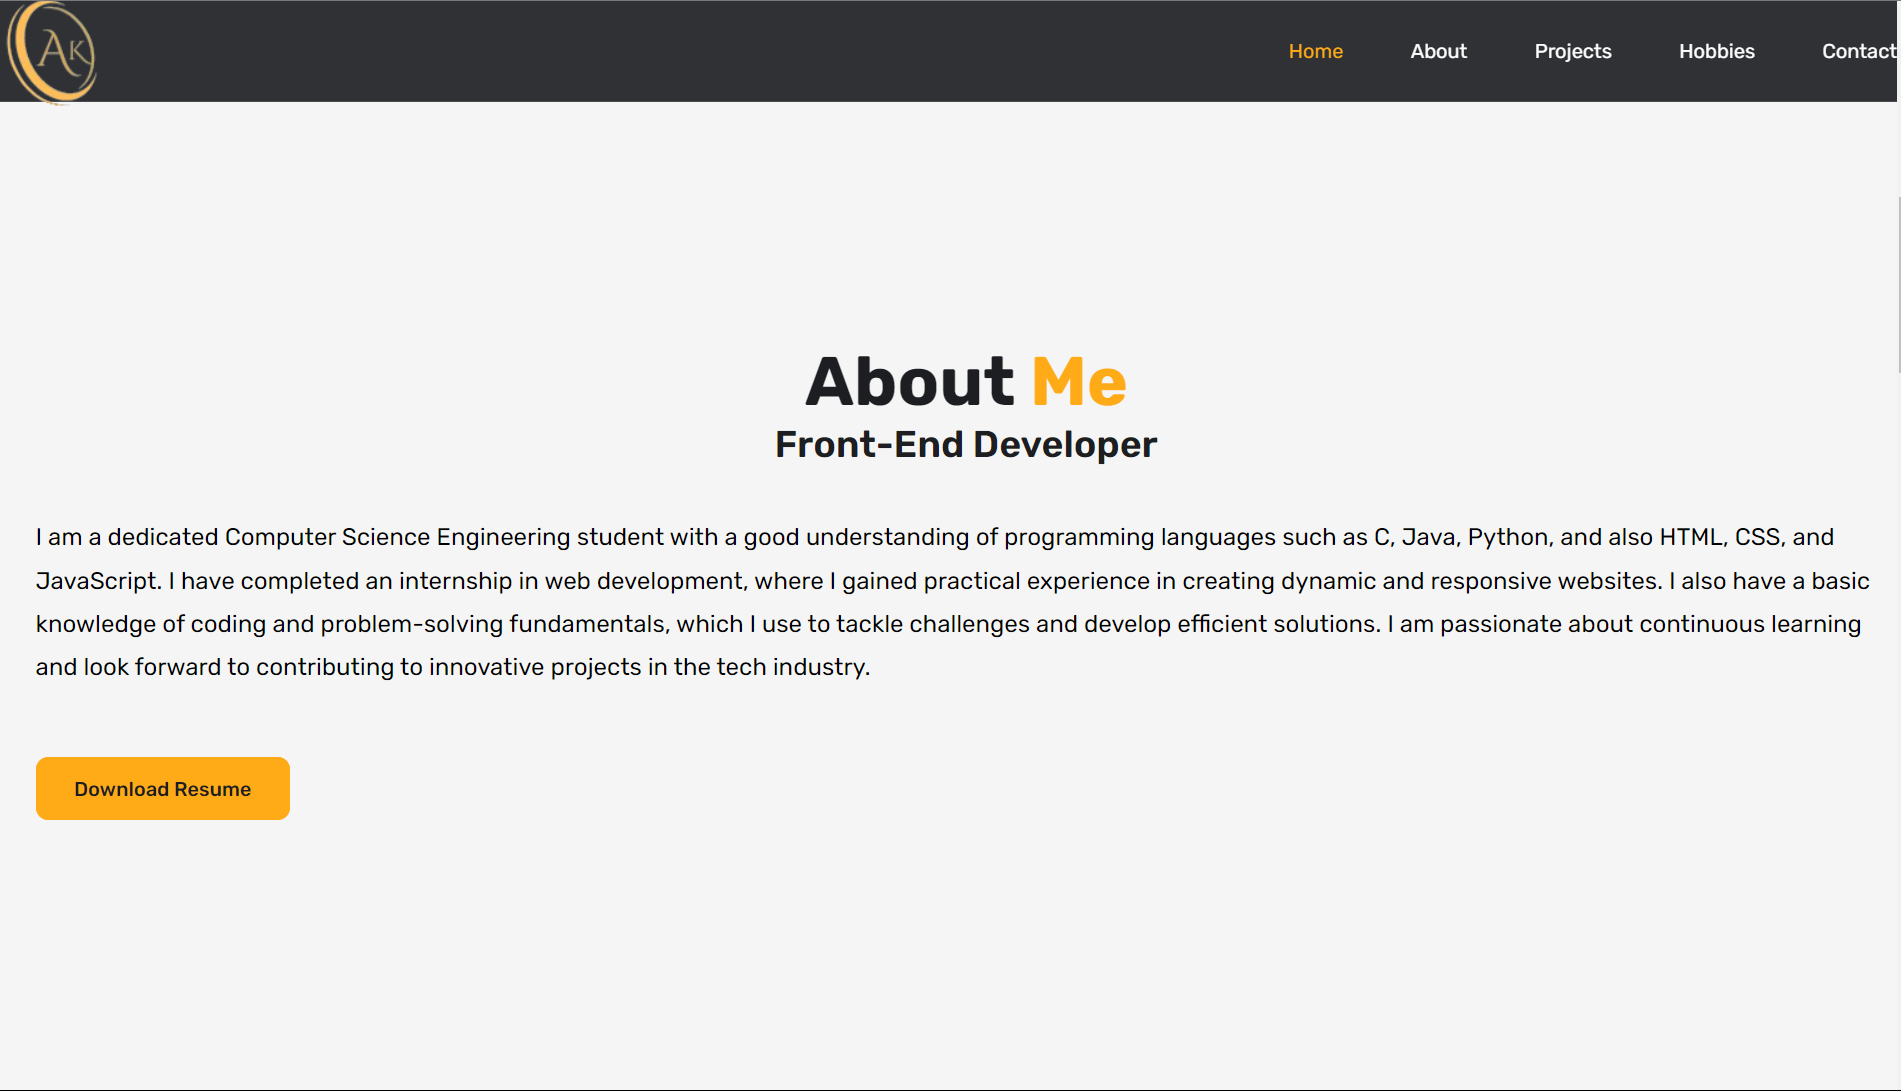 AK
Home About Projects Hobbies Contact
About Me
Front-End Developer
I am a dedicated Computer Science Engineering student with a good understanding of programming languages such as C, Java, Python, and also HTML, CSS, and
JavaScript. I have completed an internship in web development, where I gained practical experience in creating dynamic and responsive websites. I also have a basic
knowledge of coding and problem-solving fundamentals, which I use to tackle challenges and develop efficient solutions. I am passionate about continuous learning
and look forward to contributing to innovative projects in the tech industry.
Download Resume